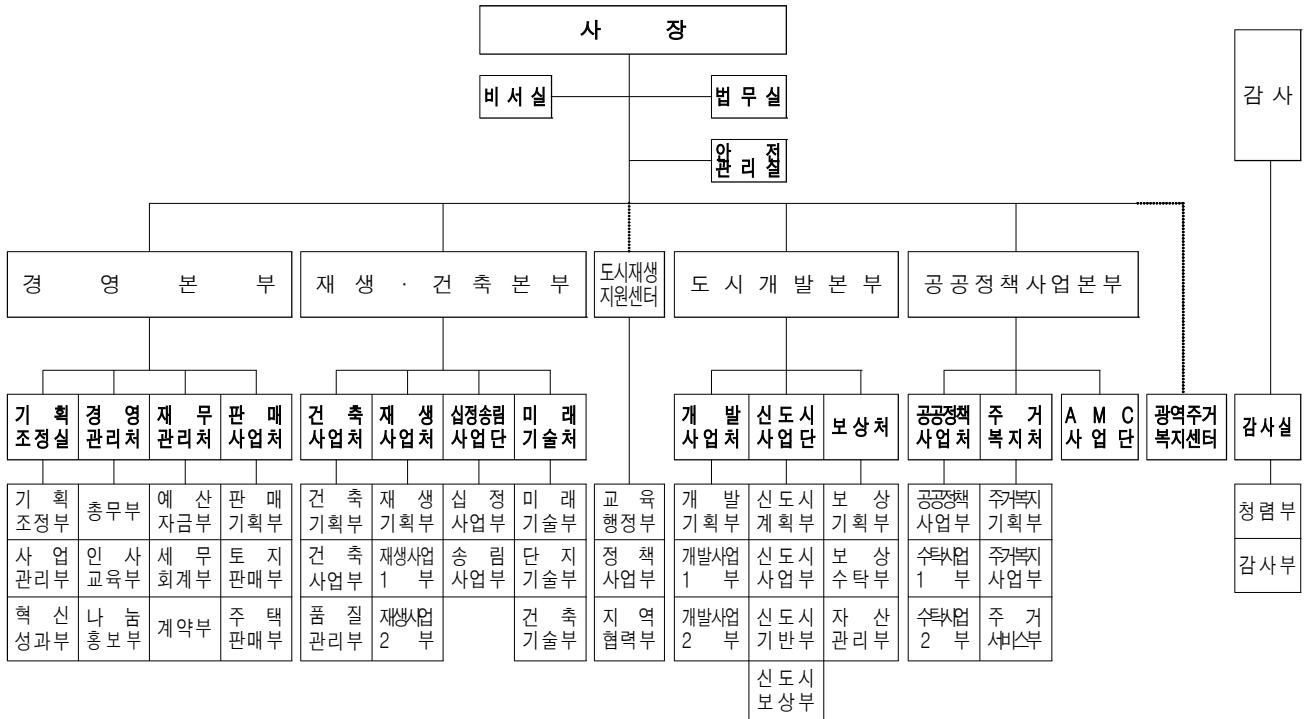 사 장
비서실
법무실
감사
안 전
관리실
경 영 본 부
재 생 · 건 축 본 부
도시재생
지원센터
도 시 개 발 본 부
공공정책사업본부
기 획
조정실
경 영
관리처
재 무
관리처
판 매
사업처
건 축
사업처
재 생
사업처
십정송림
사업단
미 래
기술처
개 발
사업처
신도시
사업단
보상처
공공정책
사업처
주 거
복지처
A M C
사 업 단
광역주거
복지센터
감사실
기 획
조정부
총무부
예 산
자금부
판 매
기획부
건 축
기획부
재 생
기획부
십 정
사업부
미 래
기술부
교 육
행정부
개 발
기획부
신도시
계획부
보 상
기획부
공공정책
사업부
주거복지
기획부
청렴부
사 업
관리부
인 사
교육부
세 무
회계부
토 지
판매부
건 축
사업부
재생사업
1 부
송 림
사업부
단 지
기술부
정 책
사업부
개발사업
1 부
신도시
사업부
보 상
수탁부
수탁사업
1 부
주거복지
사업부
감사부
혁 신
성과부
나 눔
홍보부
계약부
주 택
판매부
품 질
관리부
재생사업
2 부
건 축
기술부
지 역
협력부
개발사업
2 부
신도시
기반부
자 산
관리부
수탁사업
2 부
주 거
서비스부
신도시
보상부